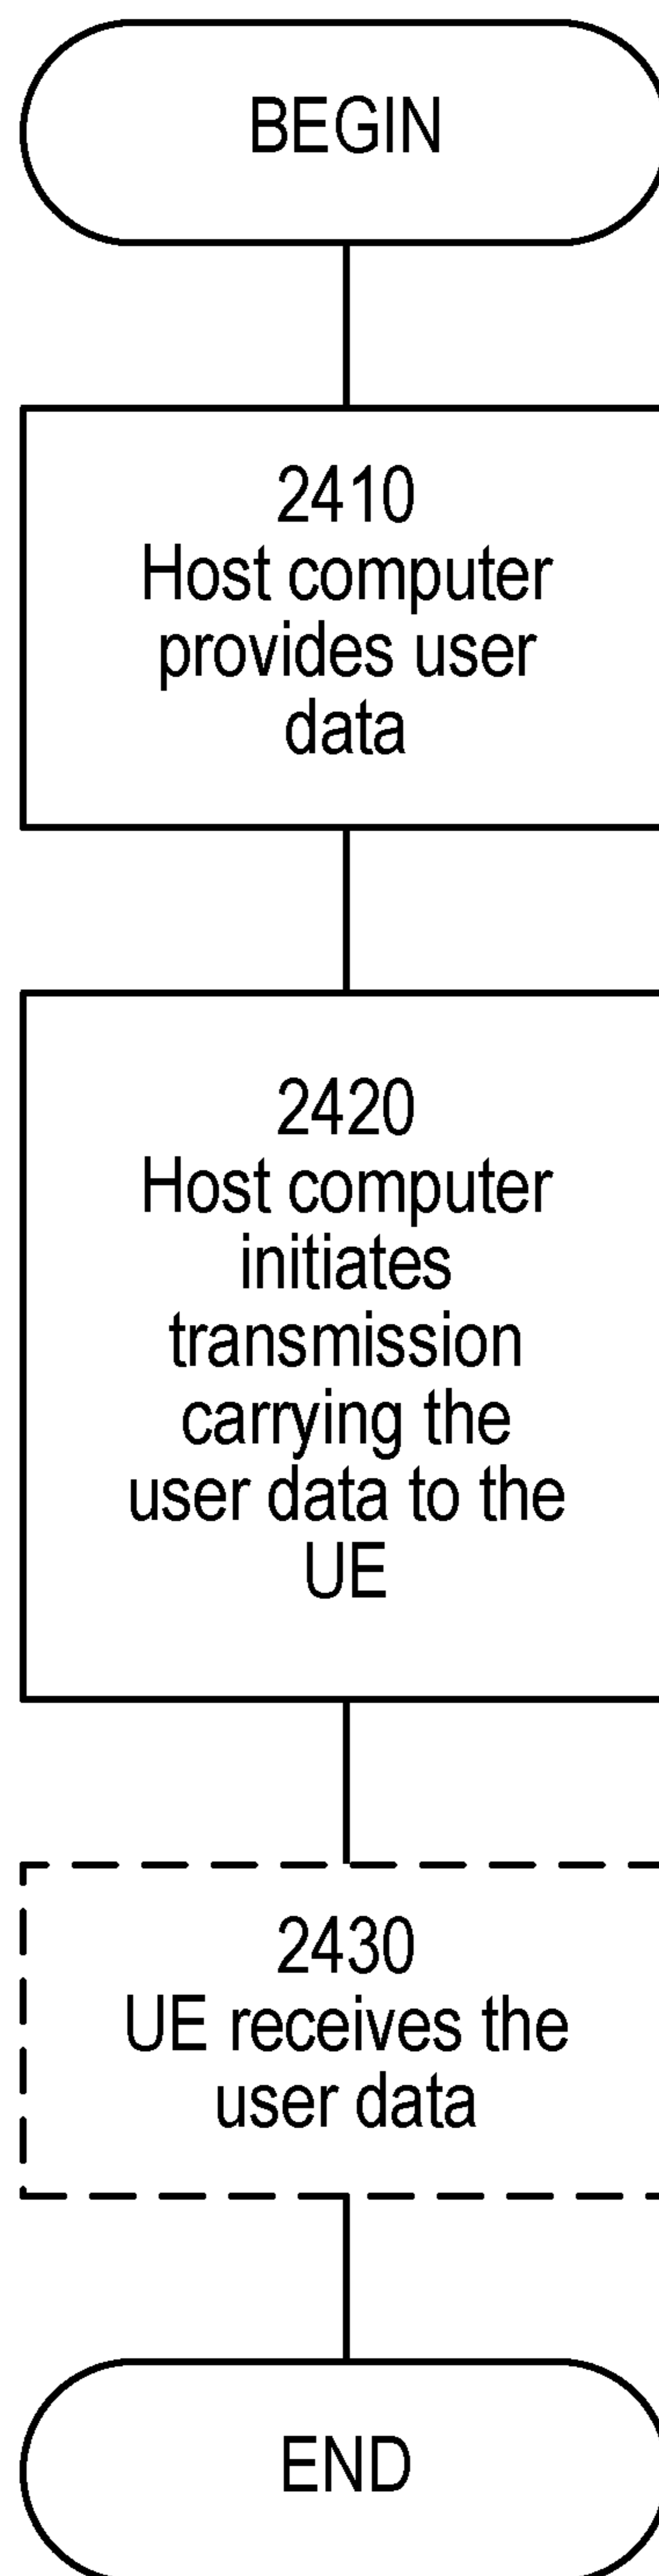 BEGIN
2410
Host computer
provides user
data
2420
Host computer
initiates
transmission
carrying the
user data to the
UE
2430
UE receives the
user data
END